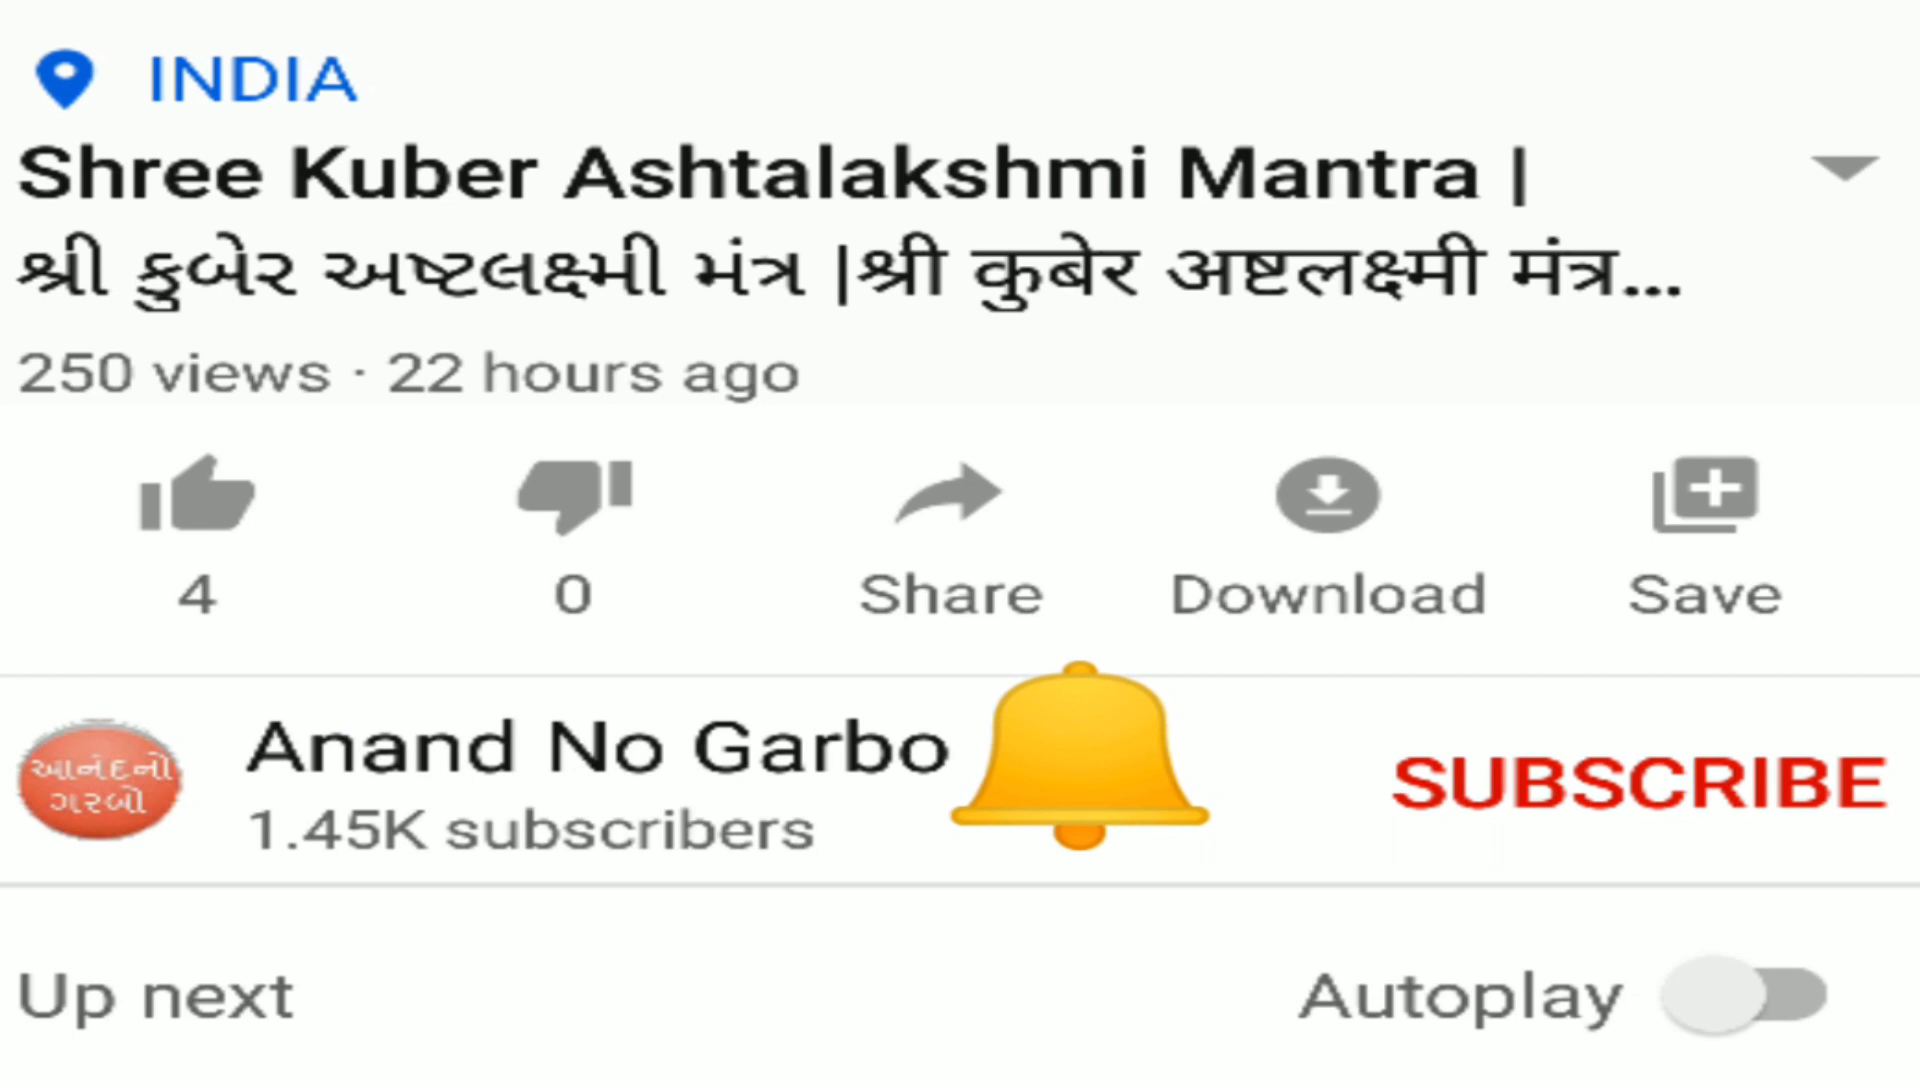 INDIA
Shree Kuber Ashtalakshmi Mantra |
શ્રી કુબેર અષ્ટલક્ષ્મી મંત્ર |श्री कुबेर अष्टलक्ष्मी मंत्र...
250 views · 22 hours ago
4 0 Share Download Save
આનંદનો
ગરબો
Anand No Garbo
1.45K subscribers
SUBSCRIBE
Up next Autoplay